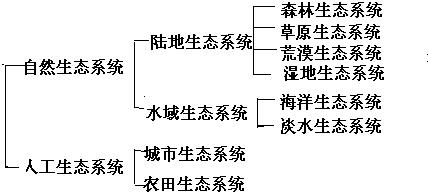 森林生态系统
草原生态系统
陆地生态系统
荒漠生态系统
湿地生态系统
自然生态系统
海洋生态系统
水域生态系统
淡水生态系统
城市生态系统
人工生态系统
农田生态系统